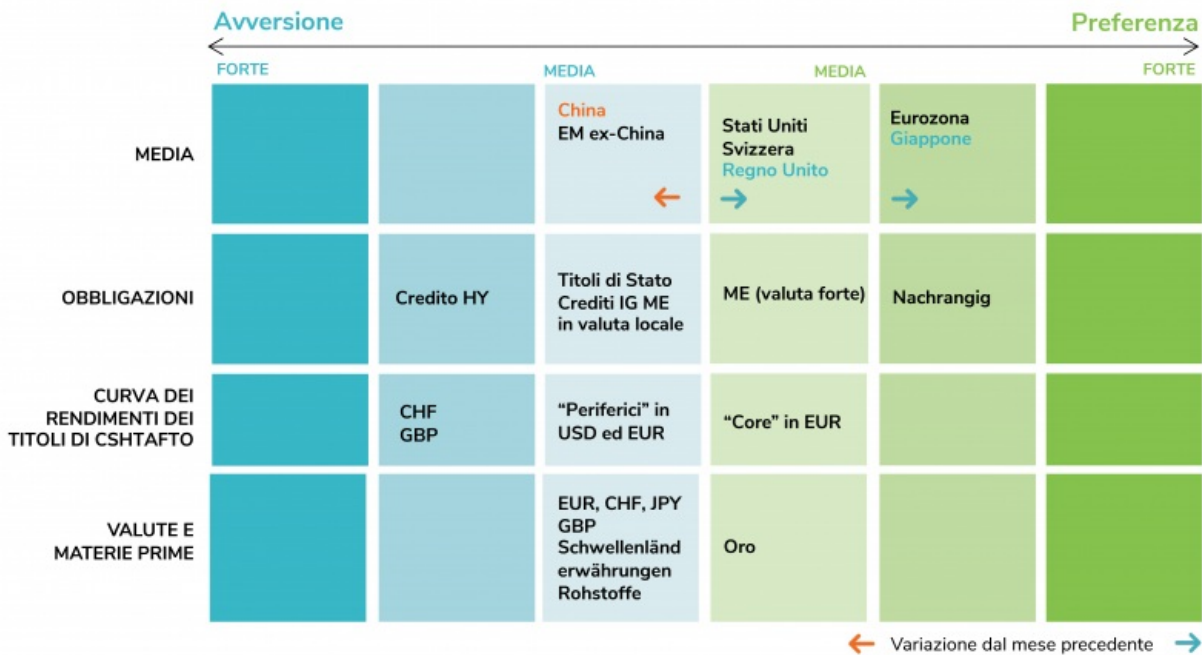 Avversione
Preferenza
FORTE
MEDIA
MEDIA
FORTE
MEDIA
China
EM ex-China
Stati Uniti
Svizzera
Regno Unito
←
→
Eurozona
Giappone
→
OBBLIGAZIONI
Credito HY
Titoli di Stato
Crediti IG ME
in valuta locale
ME (valuta forte)
Nachrangig
CURVA DEI
RENDIMENTI DEI
TITOLI DI CSHTAFTO
CHF
GBP
“Periferici” in
USD ed EUR
“Core” in EUR
VALUTE E
MATERIE PRIME
EUR, CHF, JPY
GBP
Schwellenländ
erwährungen
Rohstoffe
Oro
← Variazione dal mese precedente →